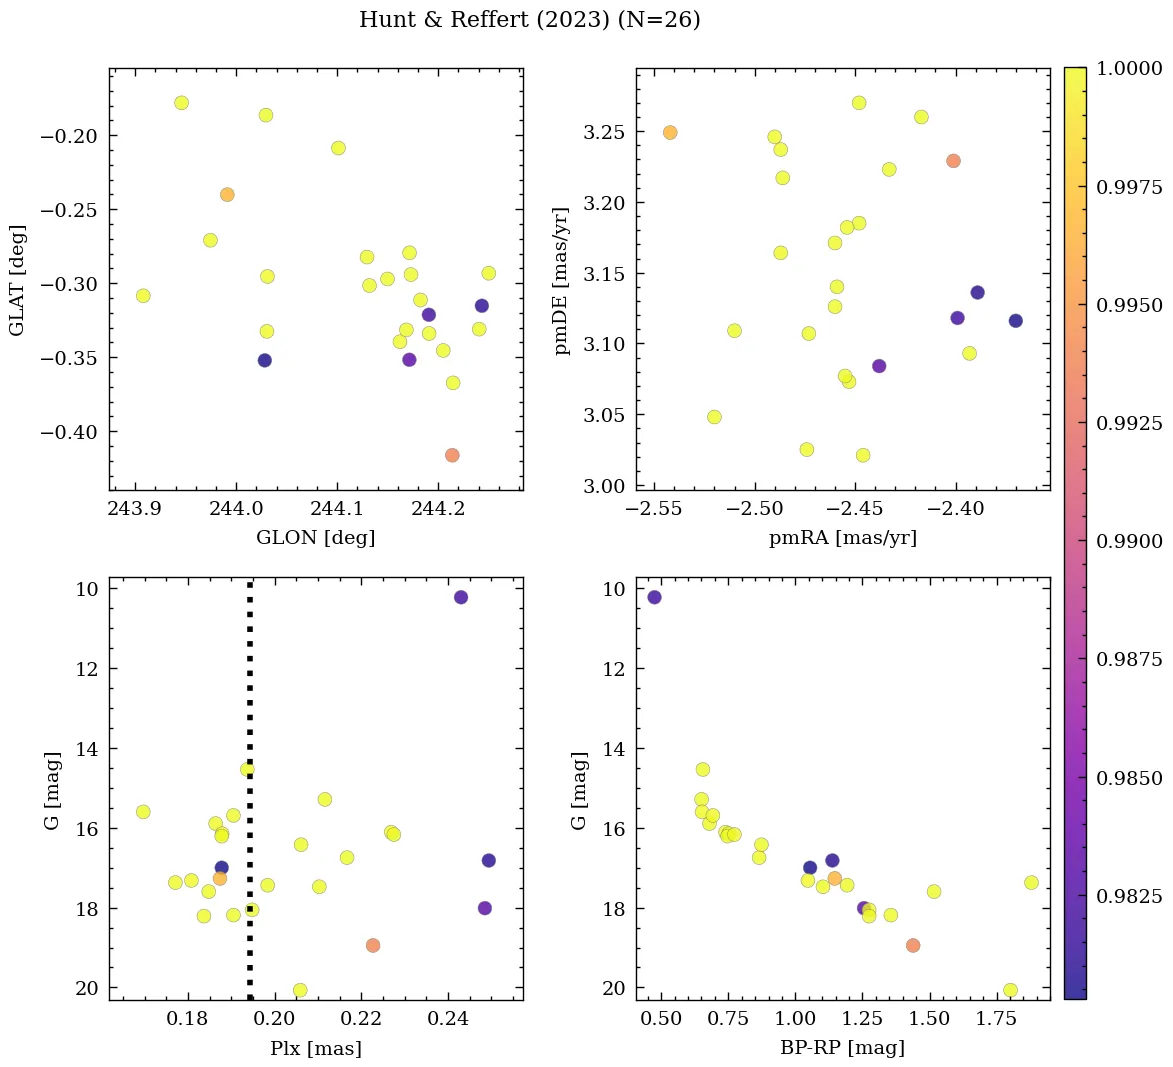 Hunt & Reffert (2023) (N=26)
GLAT [deg]
−0.20
−0.25
−0.30
−0.35
−0.40
243.9 244.0 244.1 244.2
GLON [deg]
pmDE [mas/yr]
3.25
3.20
3.15
3.10
3.05
3.00
−2.55 −2.50 −2.45 −2.40
pmRA [mas/yr]
G [mag]
10
12
14
16
18
20
0.18 0.20 0.22 0.24
Plx [mas]
G [mag]
10
12
14
16
18
20
0.50 0.75 1.00 1.25 1.50 1.75
BP-RP [mag]
1.0000
0.9975
0.9950
0.9925
0.9900
0.9875
0.9850
0.9825